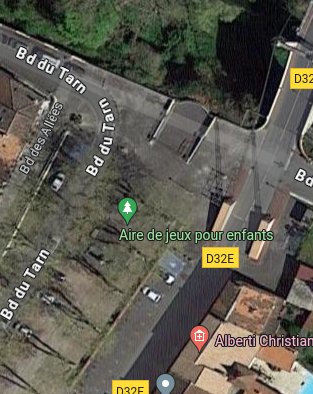 Bd du Tarn
D32
Bd des Allées
Bd du Tarn
Bd
Aire de jeux pour enfants
D32E
Bd du Tarn
Alberti Christian
D32E